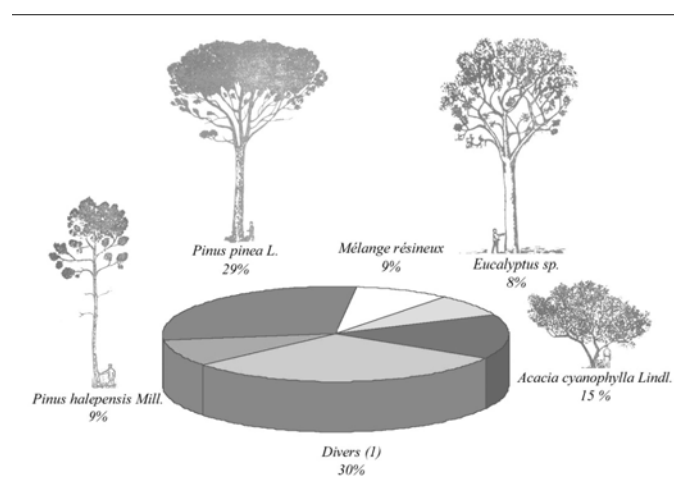 Pinus pinea L.
29%
Mélange résineux
9%
Eucalyptus sp.
8%
Pinus halepensis Mill.
9%
Acacia cyanophylla Lindl.
15 %
Divers (1)
30%